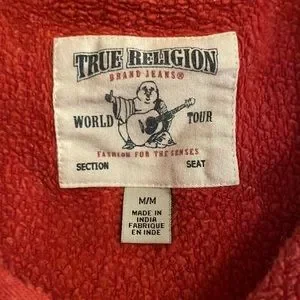 TRUE RELIGION
BRAND JEANS®
WORLD TOUR
FASHION FOR THE SENSES
SECTION SEAT
M/M
MADE IN
INDIA
FABRIQUE
EN INDE